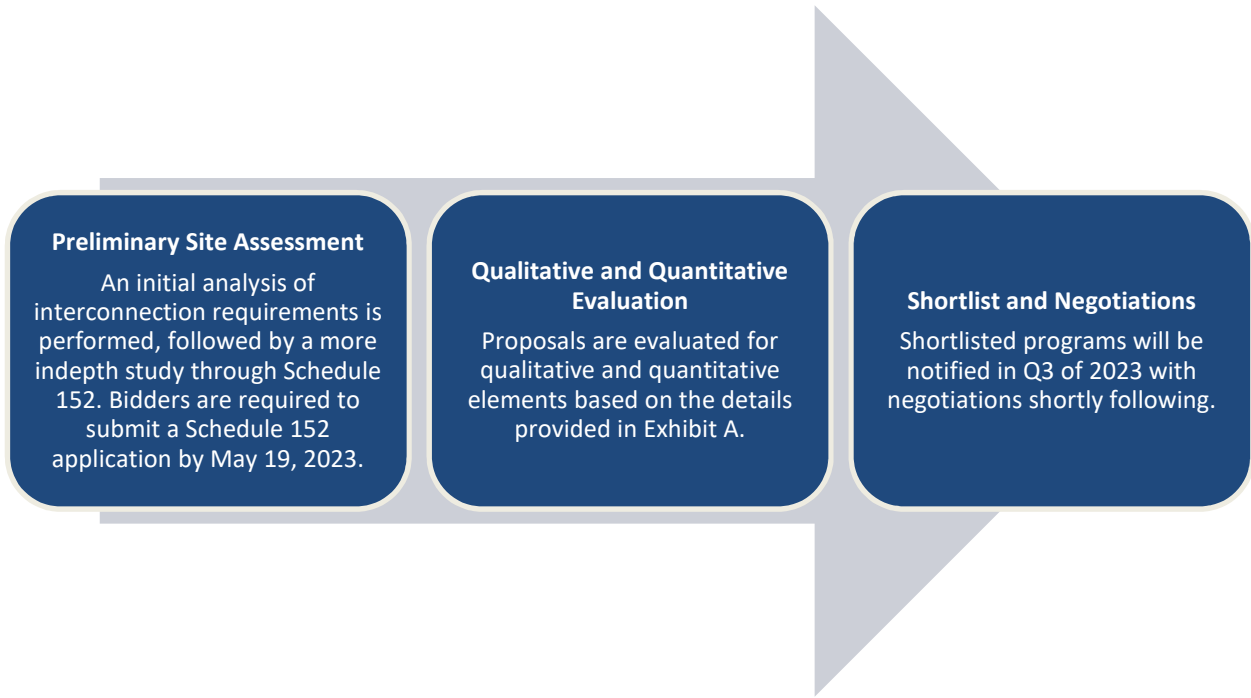 Preliminary Site Assessment
An initial analysis of
interconnection requirements is
performed, followed by a more
indepth study through Schedule
152. Bidders are required to
submit a Schedule 152
application by May 19, 2023.
Qualitative and Quantitative
Evaluation
Proposals are evaluated for
qualitative and quantitative
elements based on the details
provided in Exhibit A.
Shortlist and Negotiations
Shortlisted programs will be
notified in Q3 of 2023 with
negotiations shortly following.